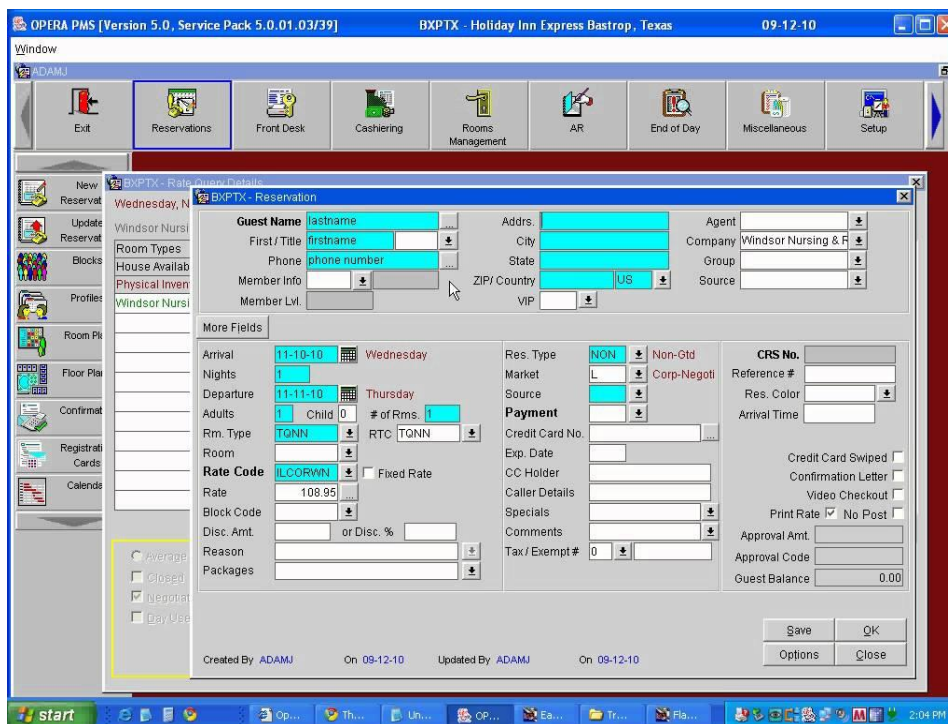 OPERA PMS [Version 5.0, Service Pack 5.0.01.03/39] BXPTX - Holiday Inn Express Bastrop, Texas 09-12-10
Window
ADAMJ
Exit Reservations Front Desk Cashiering Rooms Management AR End of Day Miscellaneous Setup
New Reservat
Update Reservat
Blocks
Profiles
Room Pl
Floor Plan
Confirmat
Registrati Cards
Calenda
BXPTX - Rate Query Details
Wednesday, N
Windsor Nursi
Room Types
House Availab
Physical Inven
Windsor Nursi
Average
Closed
Negotiat
Day Use
BXPTX - Reservation
Guest Name lastname Addrs. Agent
First / Title firstname City Company Windsor Nursing & R
Phone phone number State Group
Member Info ZIP/ Country US Source
Member Lvl. VIP
More Fields
Arrival 11-10-10 Wednesday Res. Type NON Non-Gtd CRS No.
Nights 1 Market L Corp-Negoti Reference #
Departure 11-11-10 Thursday Source Res. Color
Adults 1 Child 0 # of Rms. 1 Payment Arrival Time
Rm. Type TQNN RTC TQNN Credit Card No.
Room Exp. Date Credit Card Swiped
Rate Code ILCORWN Fixed Rate CC Holder Confirmation Letter
Rate 108.95 ... Caller Details Video Checkout
Block Code Specials Print Rate No Post
Disc. Amt. or Disc. % Comments Approval Amt.
Reason Tax / Exempt # 0 Approval Code
Packages Guest Balance 0.00
Save OK
Options Close
Created By ADAMJ On 09-12-10 Updated By ADAMJ On 09-12-10
start Op... Th... Un... OP... Ea... Tr... Fla... 2:04 PM